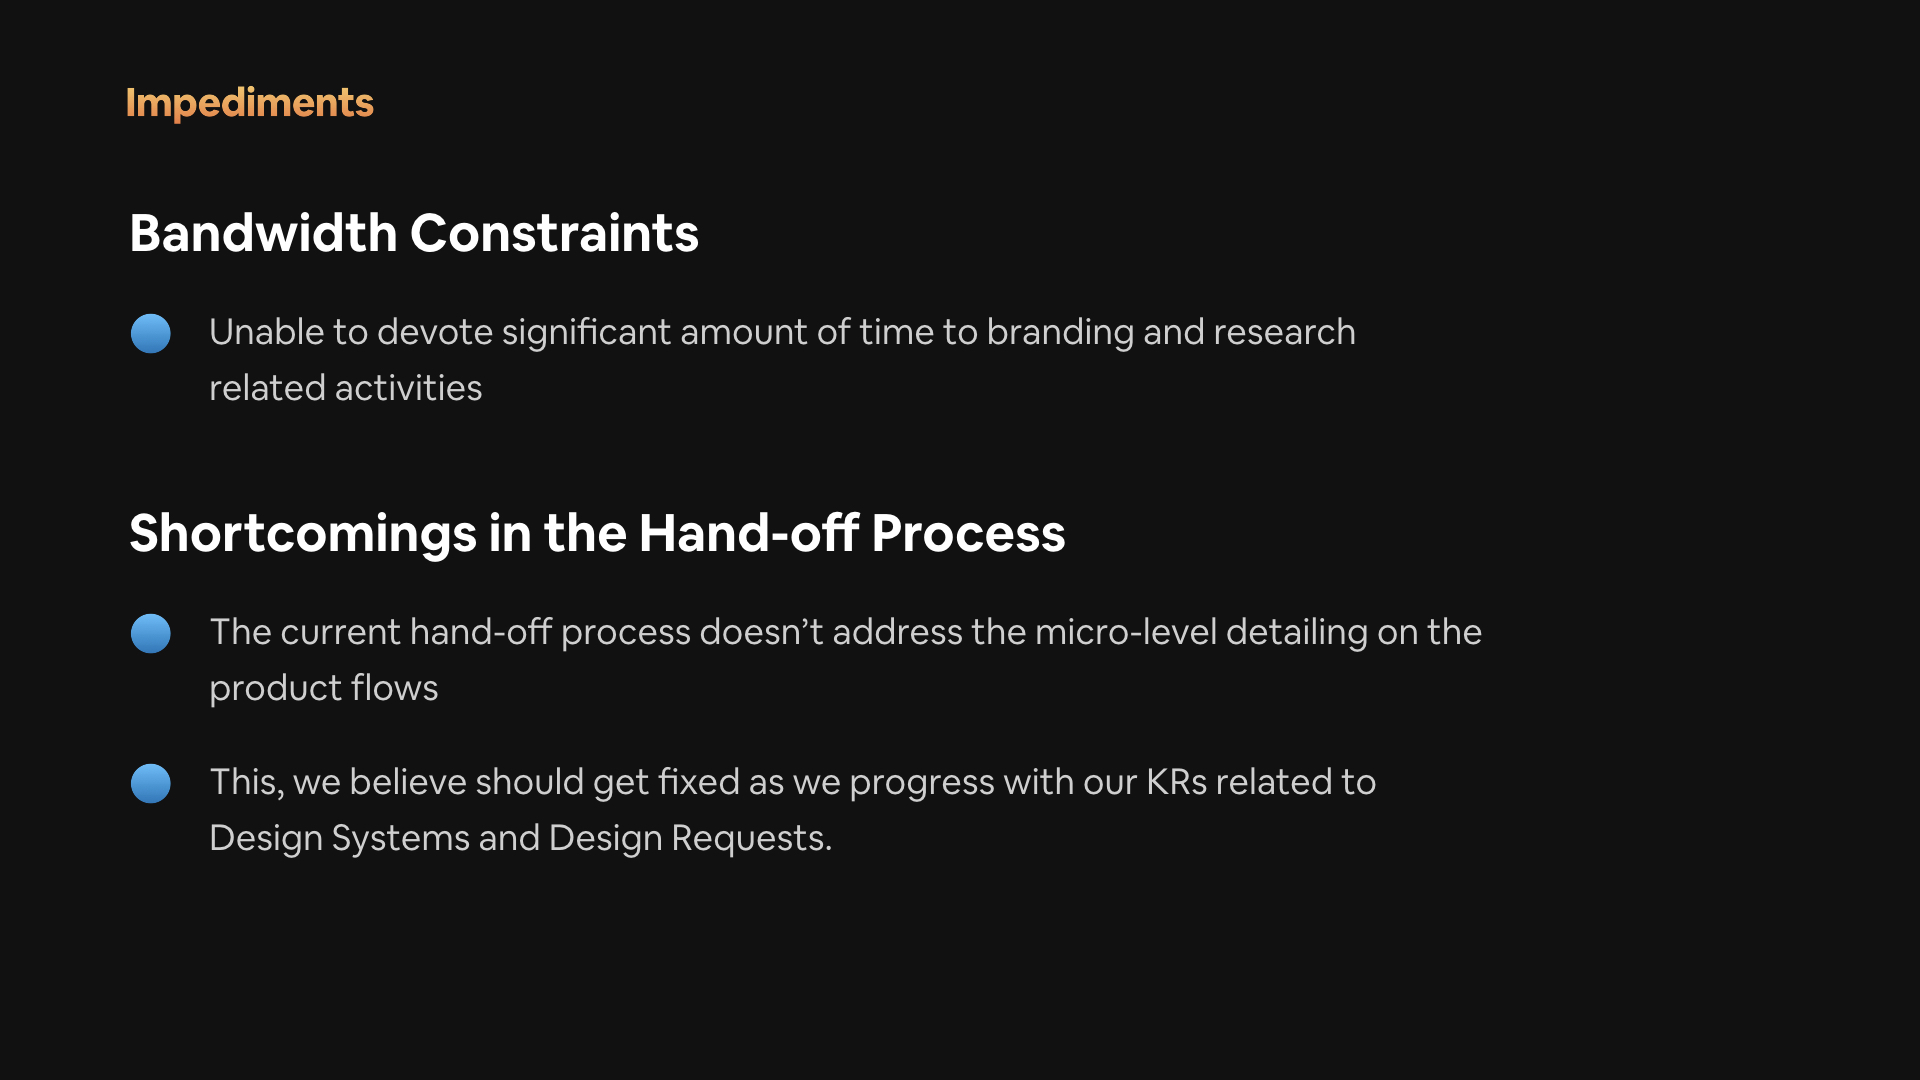 Impediments
Bandwidth Constraints
Unable to devote significant amount of time to branding and research
related activities
Shortcomings in the Hand-off Process
The current hand-off process doesn’t address the micro-level detailing on the
product flows
This, we believe should get fixed as we progress with our KRs related to
Design Systems and Design Requests.